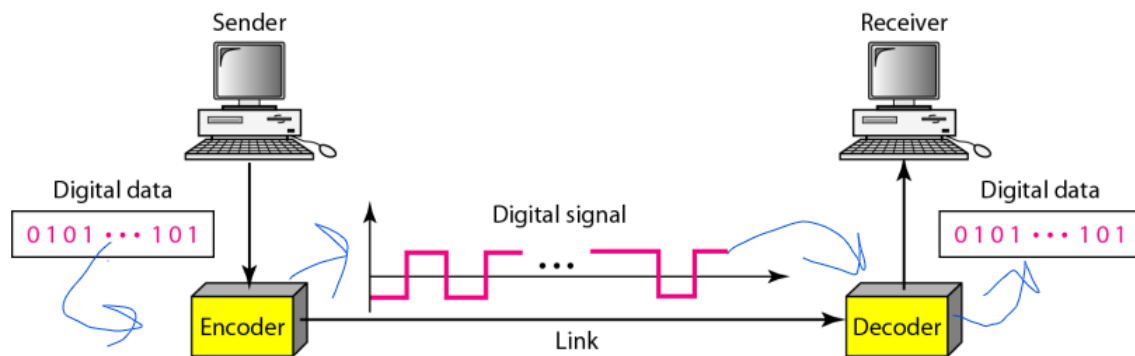 Sender
Receiver
Digital data
0101 ••• 101
Digital signal
•••
Digital data
0101 ••• 101
Encoder
Link
Decoder